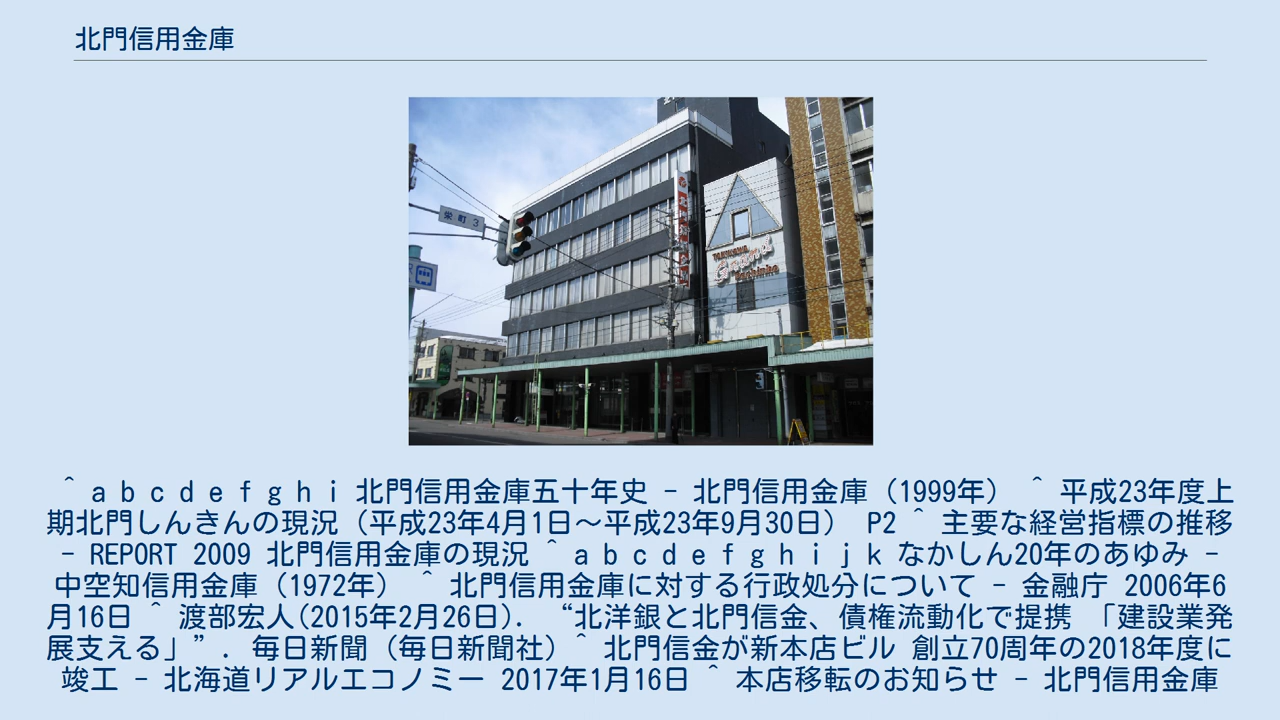 北門信用金庫
栄町3
Grand
^ a b c d e f g h i 北門信用金庫五十年史 - 北門信用金庫（1999年） ^ 平成23年度上
期北門しんきんの現況（平成23年4月1日～平成23年9月30日） P2 ^ 主要な経営指標の推移
- REPORT 2009 北門信用金庫の現況 ^ a b c d e f g h i j k なかしん20年のあゆみ -
中空知信用金庫（1972年） ^ 北門信用金庫に対する行政処分について - 金融庁 2006年6
月16日 ^ 渡部宏人(2015年2月26日). “北洋銀と北門信金、債権流動化で提携 「建設業発
展支える」”. 毎日新聞（毎日新聞社） ^ 北門信金が新本店ビル 創立70周年の2018年度に
竣工 - 北海道リアルエコノミー 2017年1月16日 ^ 本店移転のお知らせ - 北門信用金庫